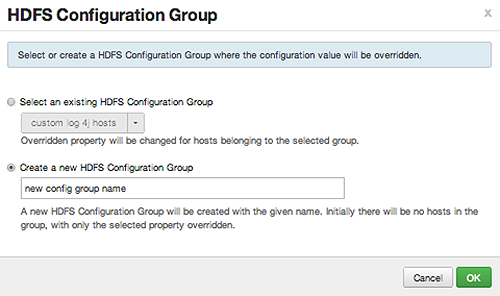 HDFS Configuration Group
x
Select or create a HDFS Configuration Group where the configuration value will be overridden.
Select an existing HDFS Configuration Group
custom log 4j hosts
Overridden property will be changed for hosts belonging to the selected group.
Create a new HDFS Configuration Group
new config group name
A new HDFS Configuration Group will be created with the given name. Initially there will be no hosts in the
group, with only the selected property overridden.
Cancel OK